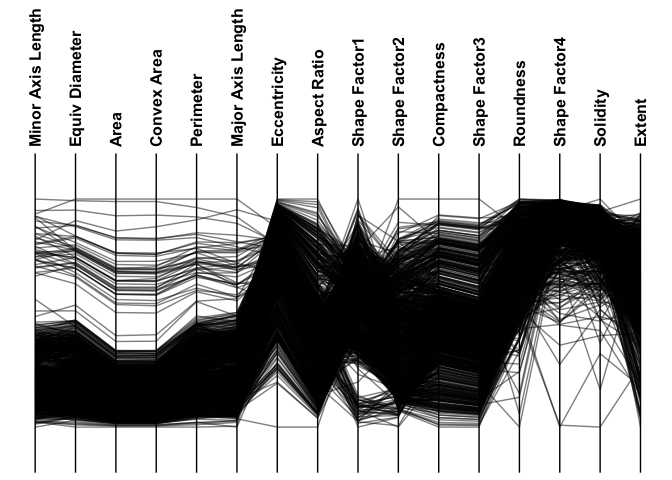 Minor Axis Length
Equiv Diameter
Area
Convex Area
Perimeter
Major Axis Length
Eccentricity
Aspect Ratio
Shape Factor1
Shape Factor2
Compactness
Shape Factor3
Roundness
Shape Factor4
Solidity
Extent